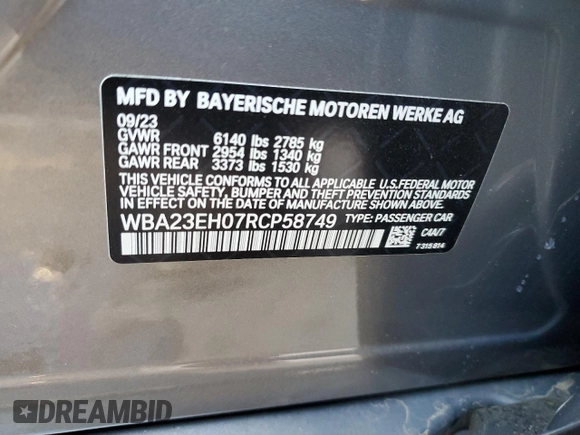 MFD BY BAYERISCHE MOTOREN WERKE AG
09/23
GVWR 6140 lbs 2785 kg
GAWR FRONT 2954 lbs 1340 kg
GAWR REAR 3373 lbs 1530 kg
THIS VEHICLE CONFORMS TO ALL APPLICABLE U.S.FEDERAL MOTOR
VEHICLE SAFETY, BUMPER AND THEFT PREVENTION STANDARDS
IN EFFECT ON THE DATE OF MANUFACTURE SHOWN ABOVE.
WBA23EH07RCP58749 TYPE: PASSENGER CAR
C4A/7
7315814
DREAMBID